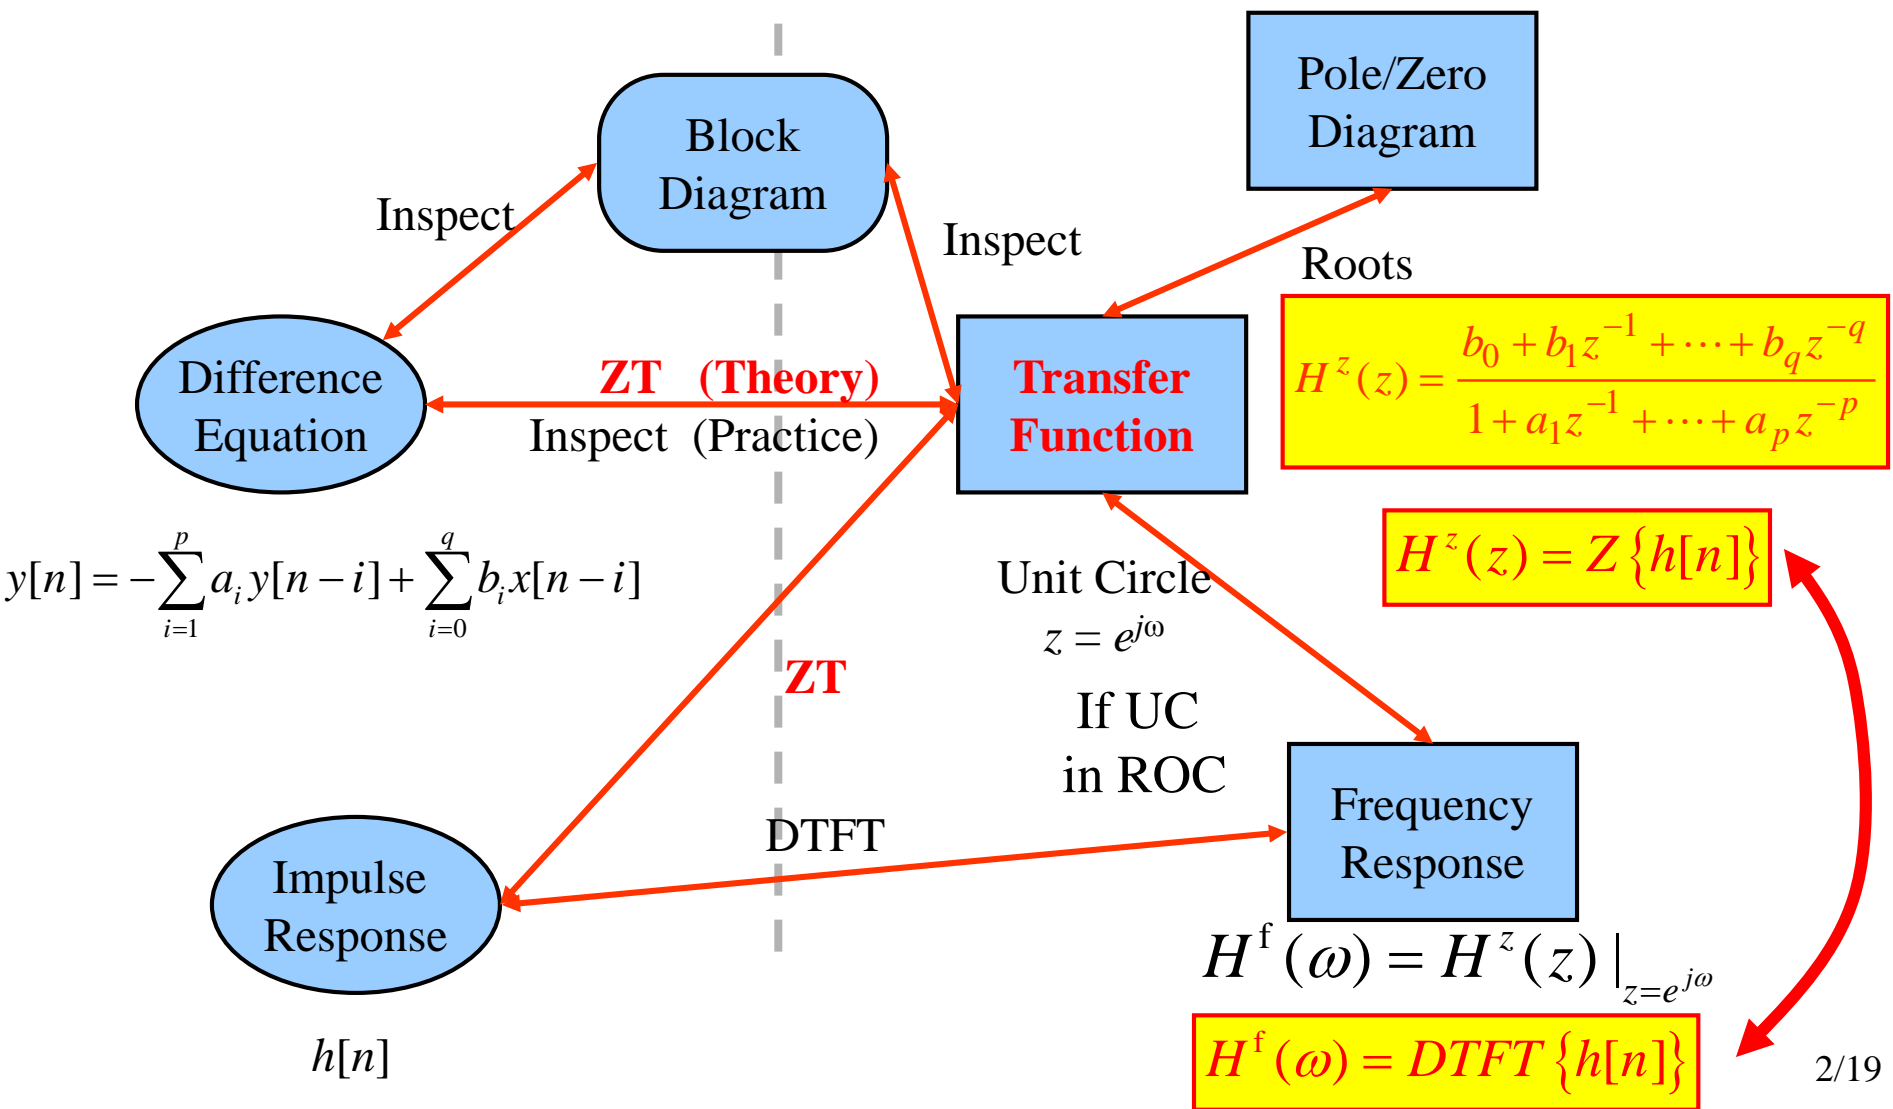 Pole/Zero
Diagram
Block
Diagram
Inspect
Inspect
Roots
H^z(z) = (b_0 + b_1 z^{-1} + ⋯ + b_q z^{-q}) / (1 + a_1 z^{-1} + ⋯ + a_p z^{-p})
Difference
Equation
ZT (Theory)
Inspect (Practice)
Transfer
Function
y[n] = −∑_{i=1}^{p} a_i y[n − i] + ∑_{i=0}^{q} b_i x[n − i]
H^z(z) = Z{h[n]}
Unit Circle
z = e^{jω}
ZT
If UC
in ROC
DTFT
Frequency
Response
Impulse
Response
H^f(ω) = H^z(z)|_{z=e^{jω}}
h[n]
H^f(ω) = DTFT{h[n]}
2/19